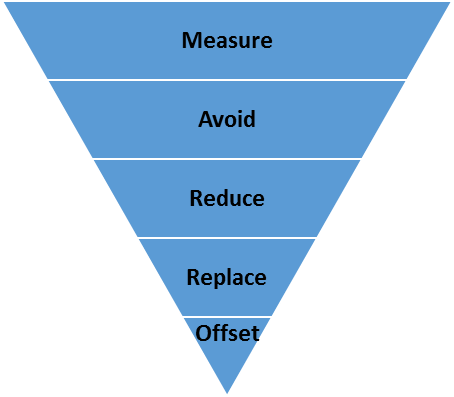 Measure
Avoid
Reduce
Replace
Offset